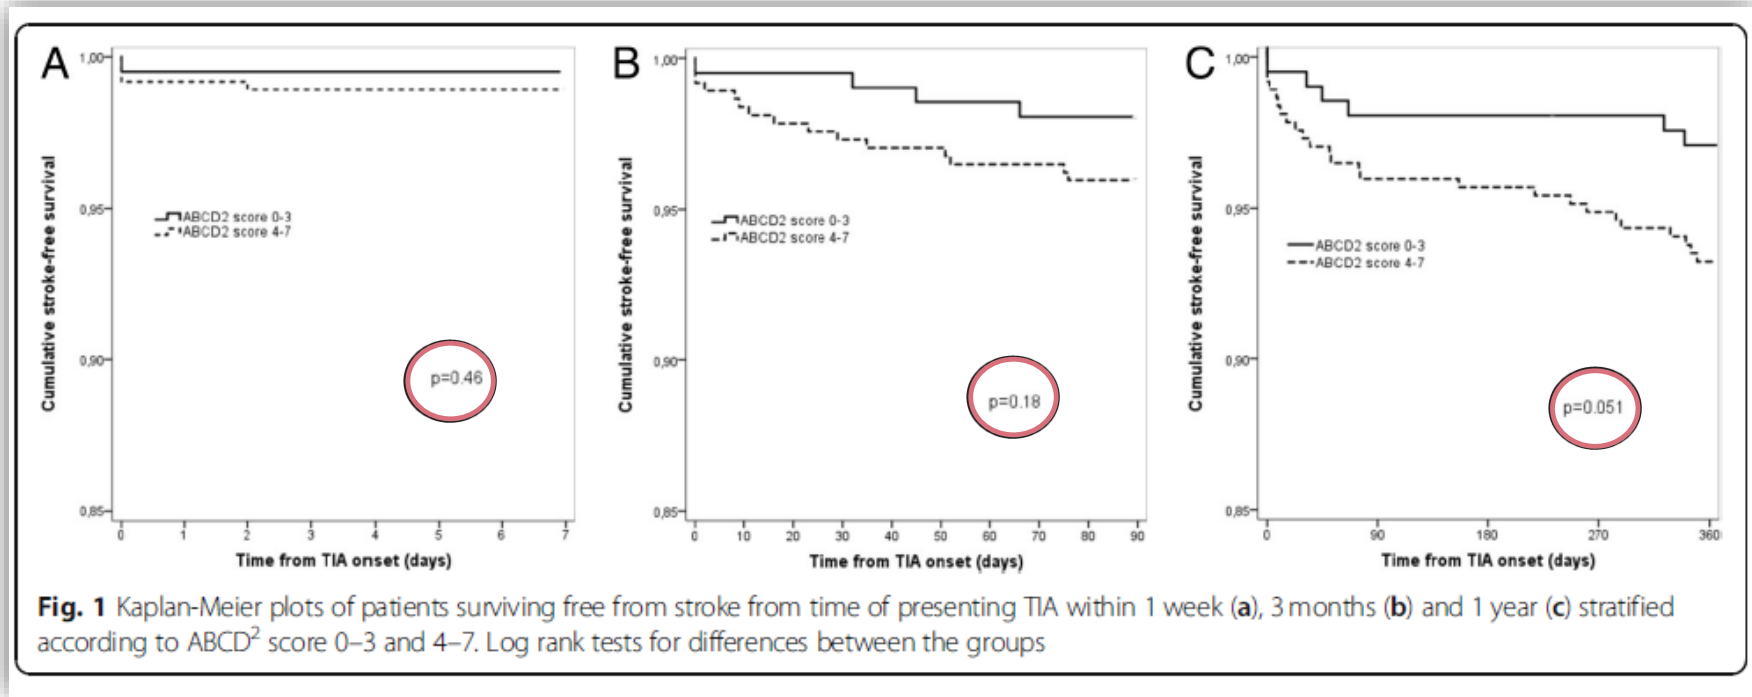 A
1,00
0,95
0,90
0,85
Cumulative stroke-free survival
ABCD2 score 0-3
ABCD2 score 4-7
p=0.46
0 1 2 3 4 5 6 7
Time from TIA onset (days)
B
1,00
0,95
0,90
0,85
Cumulative stroke-free survival
ABCD2 score 0-3
ABCD2 score 4-7
p=0.18
0 10 20 30 40 50 60 70 80 90
Time from TIA onset (days)
C
1,00
0,95
0,90
0,85
Cumulative stroke-free survival
ABCD2 score 0-3
ABCD2 score 4-7
p=0.051
0 90 180 270 360
Time from TIA onset (days)
Fig. 1 Kaplan-Meier plots of patients surviving free from stroke from time of presenting TIA within 1 week (a), 3 months (b) and 1 year (c) stratified
according to ABCD² score 0–3 and 4–7. Log rank tests for differences between the groups